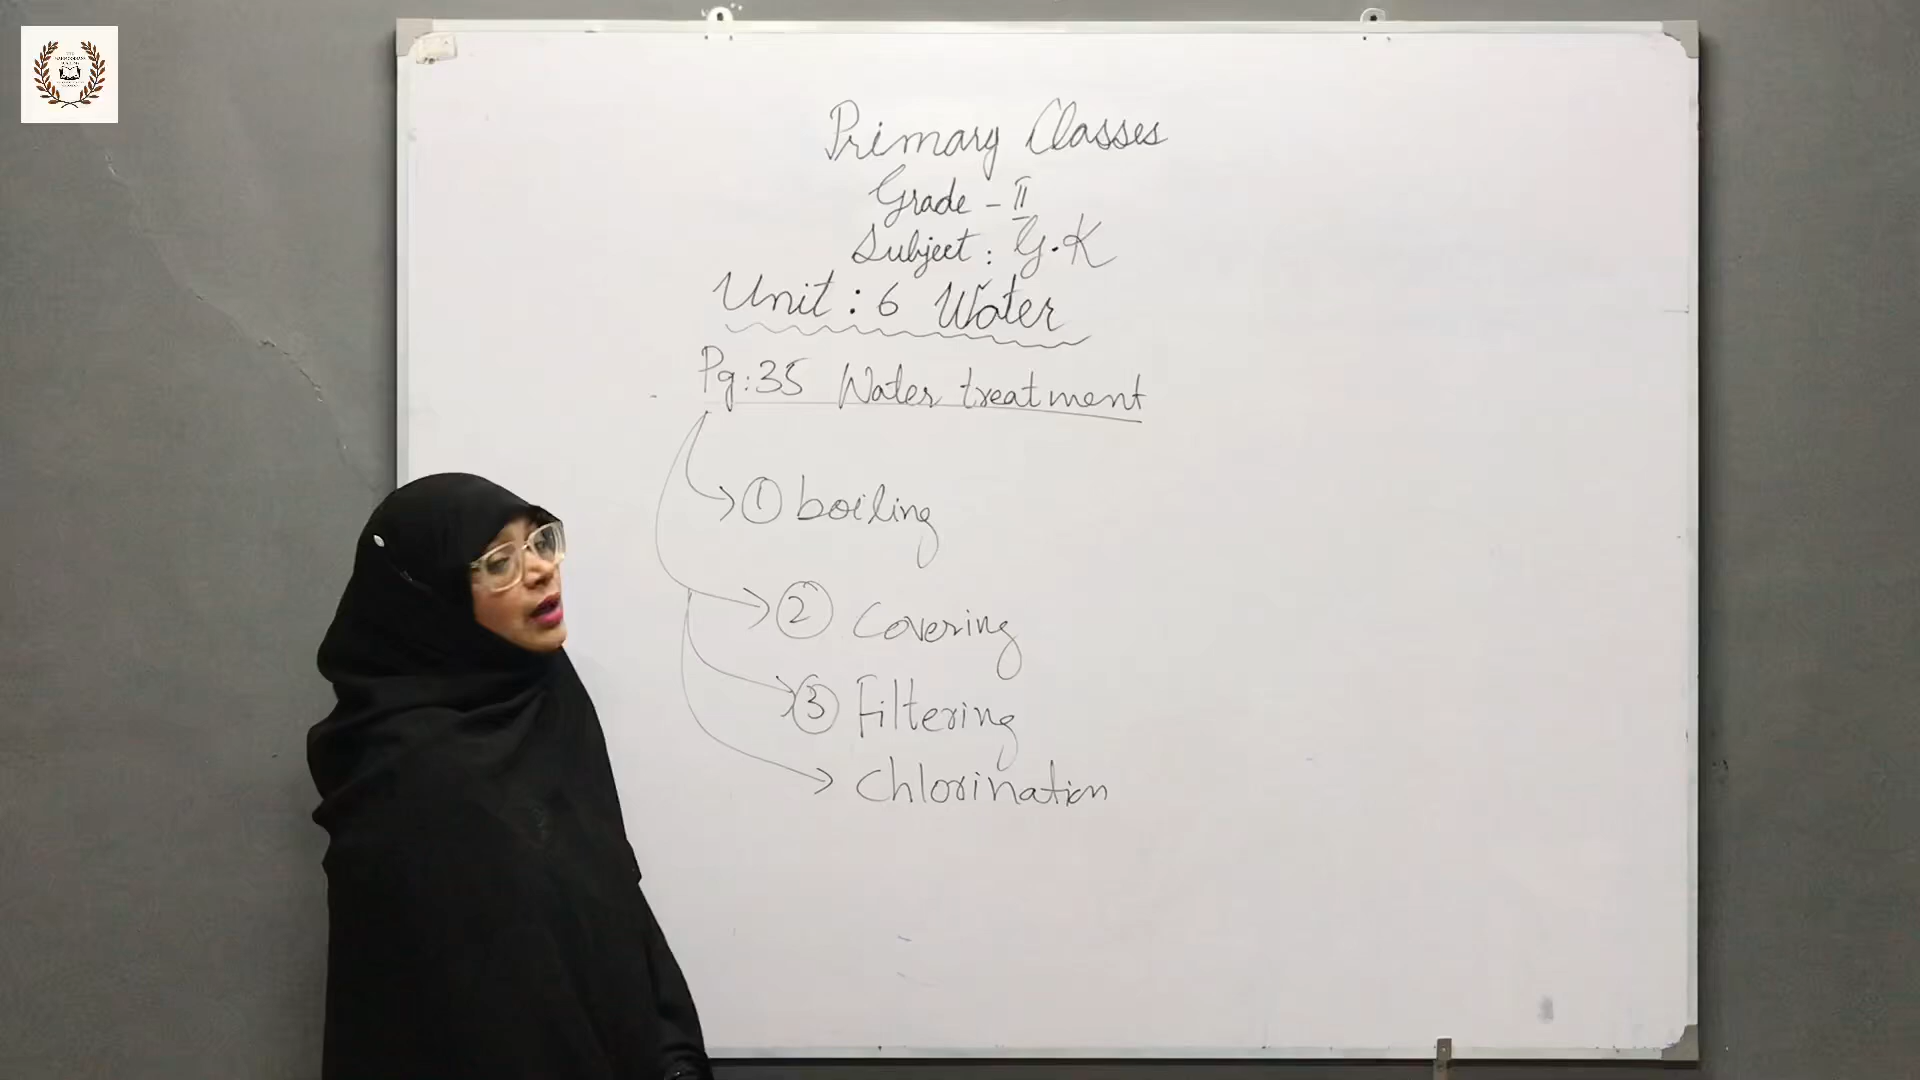 Primary Classes
Grade - II
Subject : G.K
Unit : 6 Water
Pg:35 Water treatment
① boiling
② Covering
③ Filtering
Chlorination